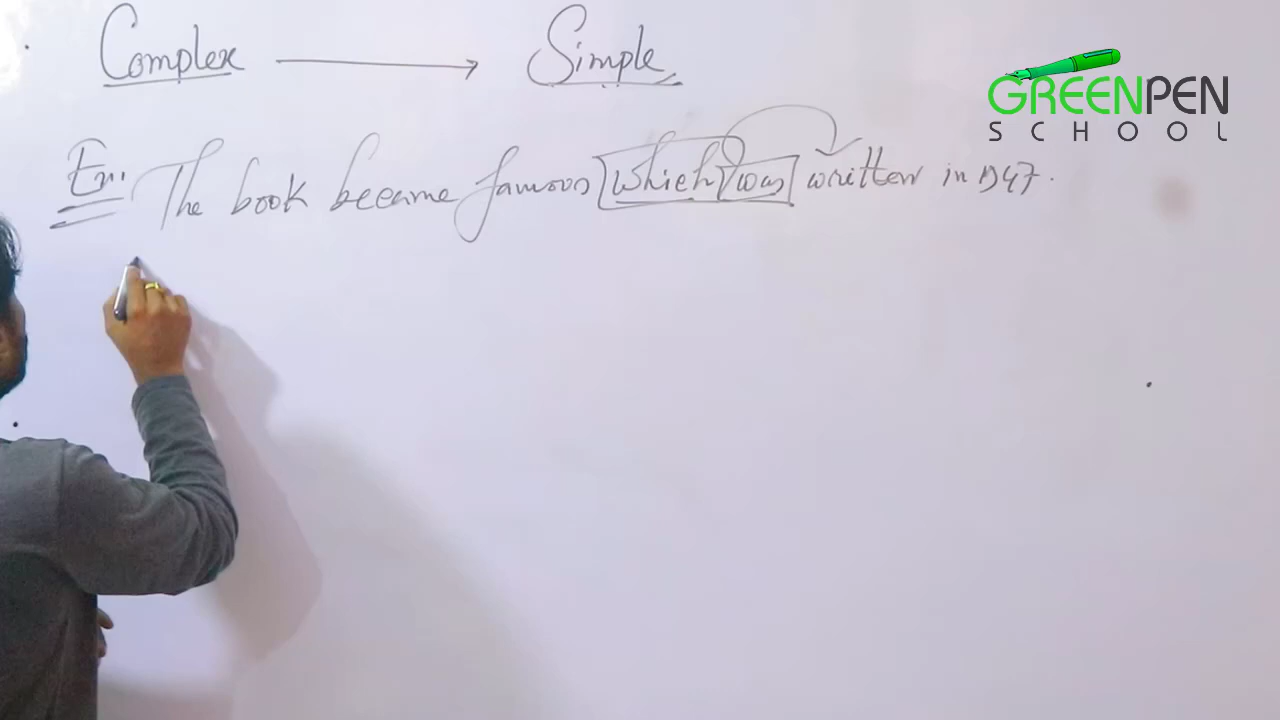 Complex → Simple
GREENPEN
SCHOOL
Ex. The book became famous which was written in 1947.